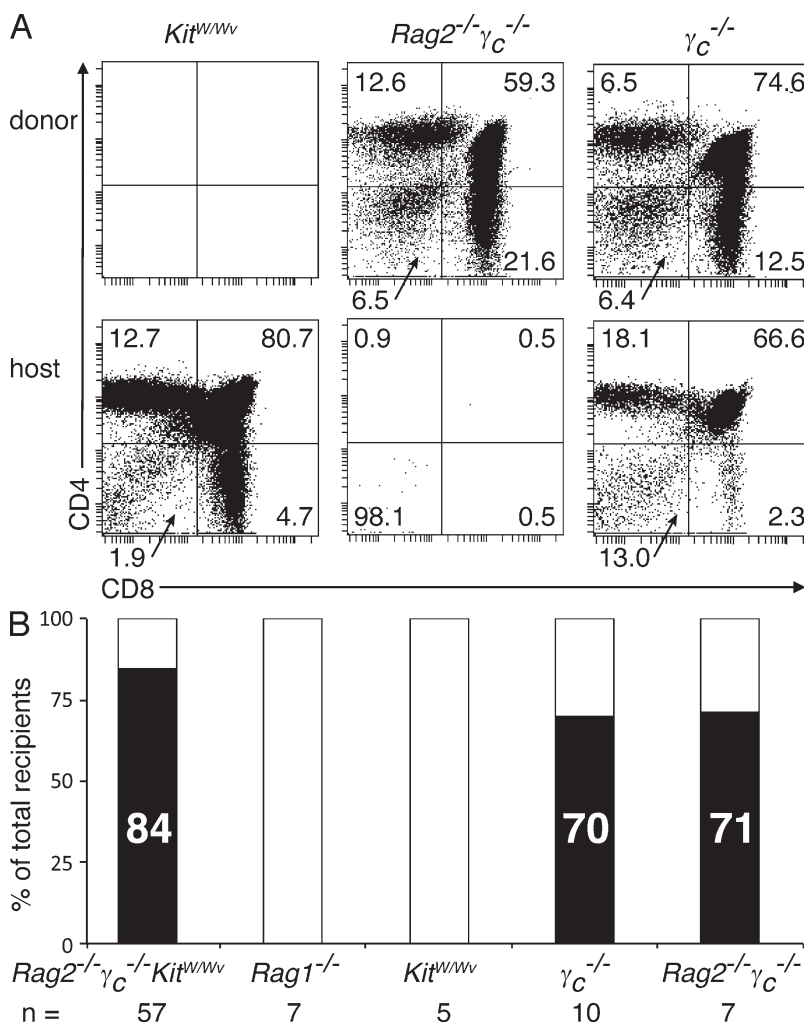 A
Kit^W/Wv Rag2^-/-γc^-/- γc^-/-
donor
12.6 59.3
21.6
6.5
6.5 74.6
12.5
6.4
host
12.7 80.7
4.7
1.9
0.9 0.5
98.1 0.5
18.1 66.6
2.3
13.0
CD4
CD8
B
% of total recipients
100
75
50
25
0
84
70
71
Rag2^-/-γc^-/-Kit^W/Wv Rag1^-/- Kit^W/Wv γc^-/- Rag2^-/-γc^-/-
n = 57 7 5 10 7